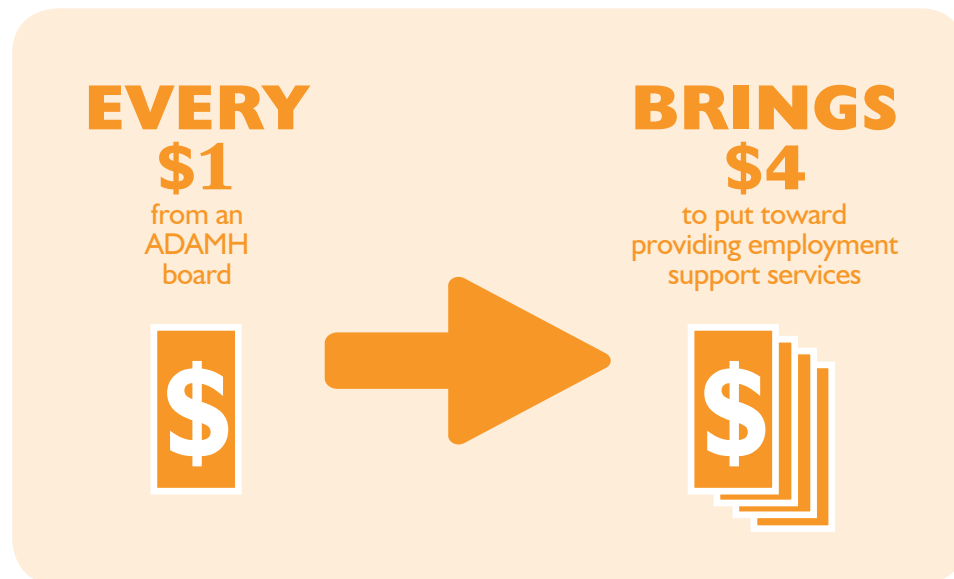 EVERY
$1
from an
ADAMH
board
BRINGS
$4
to put toward
providing employment
support services
$
$